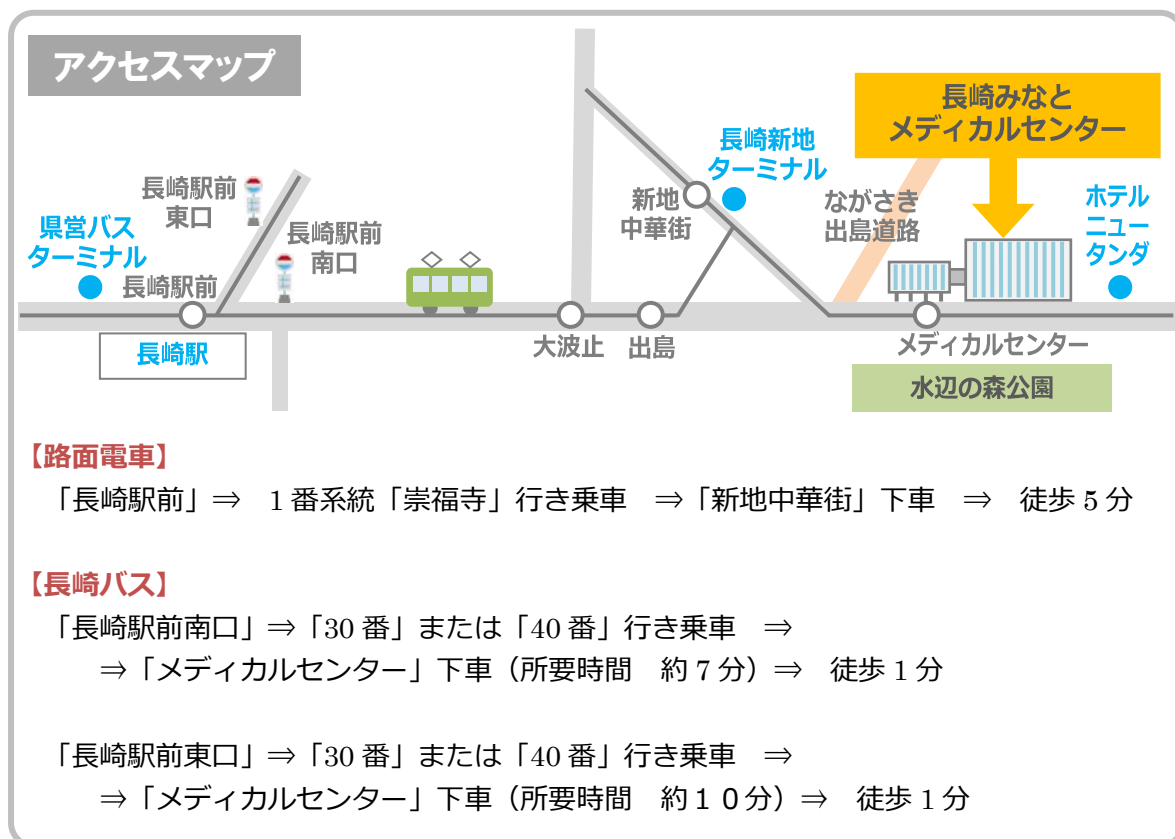 アクセスマップ
長崎みなと
メディカルセンター
長崎新地
ターミナル
長崎駅前
東口
新地
中華街
ながさき
出島道路
ホテル
ニュー
タンダ
県営バス
ターミナル
長崎駅前
南口
長崎駅前
長崎駅
大波止
出島
メディカルセンター
水辺の森公園
【路面電車】
「長崎駅前」⇒ 1番系統「崇福寺」行き乗車 ⇒「新地中華街」下車 ⇒ 徒歩5分
【長崎バス】
「長崎駅前南口」⇒「30番」または「40番」行き乗車 ⇒
⇒「メディカルセンター」下車（所要時間 約7分）⇒ 徒歩1分
「長崎駅前東口」⇒「30番」または「40番」行き乗車 ⇒
⇒「メディカルセンター」下車（所要時間 約１０分）⇒ 徒歩1分